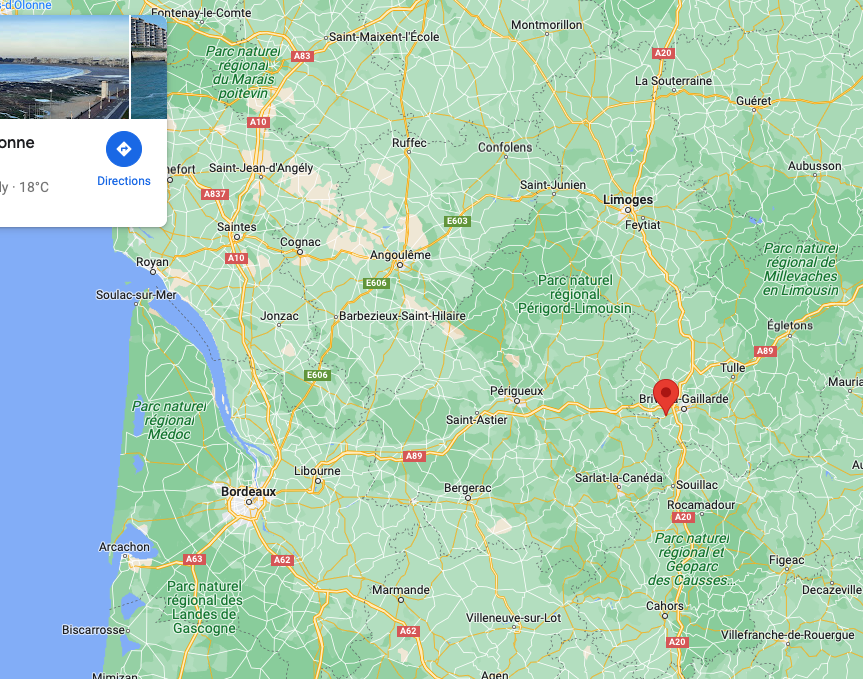 s-d'Olonne
Fontenay-le-Comte
Montmorillon
Saint-Maixent-l'École
Parc naturel
régional
du Marais
poitevin
A83
A20
La Souterraine
Guéret
A10
onne
Directions
ly · 18°C
Ruffec
Confolens
nefort
Saint-Jean-d'Angély
Aubusson
A837
Saint-Junien
Limoges
Feytiat
E603
Saintes
Cognac
A10
Angoulême
Royan
Parc naturel
régional de
Millevaches
en Limousin
E606
Parc naturel
régional
Périgord-Limousin
Soulac-sur-Mer
Jonzac
Barbezieux-Saint-Hilaire
Égletons
A89
E606
Tulle
Mauria
Périgueux
Briv
a-Gaillarde
Parc naturel
régional
Médoc
Saint-Astier
A89
Libourne
Bordeaux
Bergerac
Sarlat-la-Canéda
Souillac
Rocamadour
A20
Au
Arcachon
A63
A62
Parc naturel
régional et
Géoparc
des Causses...
Figeac
Decazeville
Parc naturel
régional des
Landes de
Gascogne
Marmande
Cahors
Villeneuve-sur-Lot
Biscarrosse
A62
A20
Villefranche-de-Rouergue
Mimizan
Agen